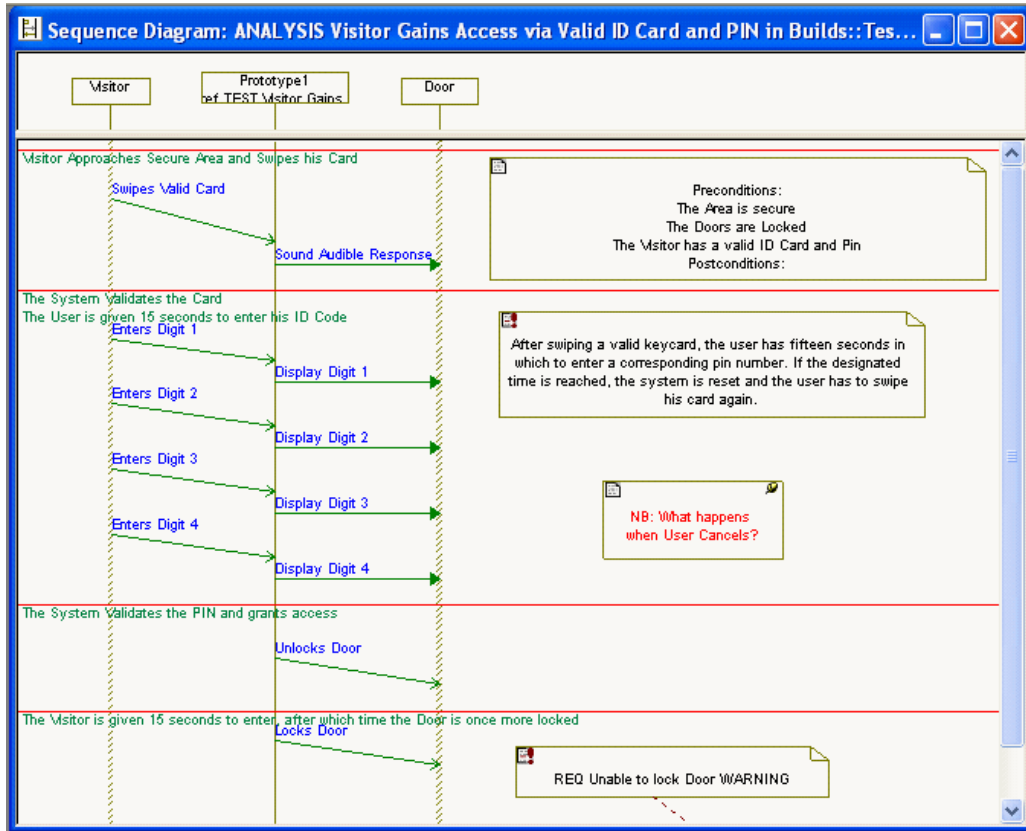 Sequence Diagram: ANALYSIS Visitor Gains Access via Valid ID Card and PIN in Builds::Tes...
Visitor
Prototype1
ref TEST Visitor Gains
Door
Visitor Approaches Secure Area and Swipes his Card
Swipes Valid Card
Sound Audible Response
Preconditions:
The Area is secure
The Doors are Locked
The Visitor has a valid ID Card and Pin
Postconditions:
The System Validates the Card
The User is given 15 seconds to enter his ID Code
Enters Digit 1
Display Digit 1
Enters Digit 2
Display Digit 2
Enters Digit 3
Display Digit 3
Enters Digit 4
Display Digit 4
After swiping a valid keycard, the user has fifteen seconds in
which to enter a corresponding pin number. If the designated
time is reached, the system is reset and the user has to swipe
his card again.
NB: What happens
when User Cancels?
The System Validates the PIN and grants access
Unlocks Door
The Visitor is given 15 seconds to enter, after which time the Door is once more locked
Locks Door
REQ Unable to lock Door WARNING